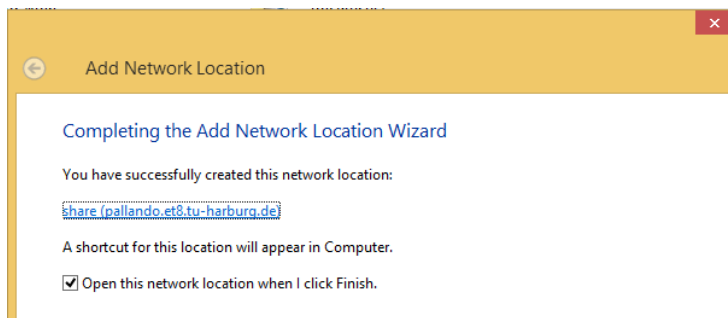 Add Network Location
Completing the Add Network Location Wizard
You have successfully created this network location:
share (pallando.et8.tu-harburg.de)
A shortcut for this location will appear in Computer.
Open this network location when I click Finish.